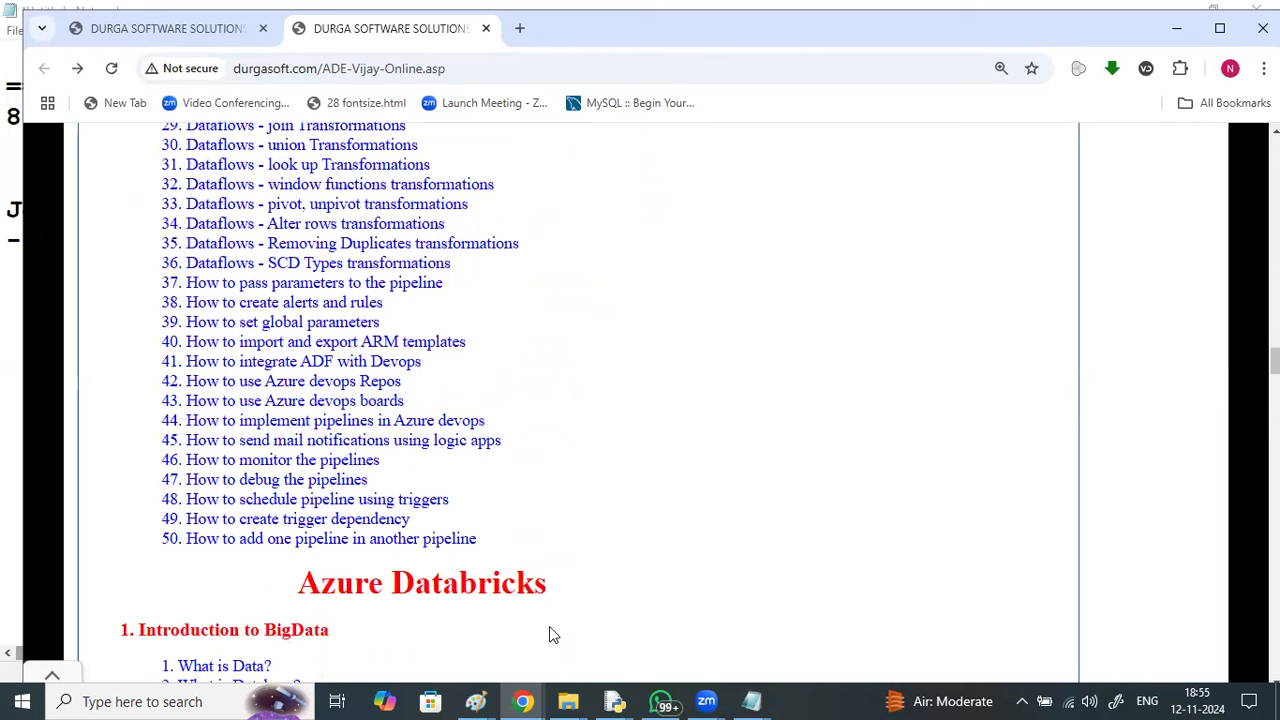 DURGA SOFTWARE SOLUTIONS
DURGA SOFTWARE SOLUTIONS
Not secure
durgasoft.com/ADE-Vijay-Online.asp
N
New Tab
Video Conferencing...
28 fontsize.html
Launch Meeting - Z...
MySQL :: Begin Your...
All Bookmarks
29. Dataflows - join Transformations
30. Dataflows - union Transformations
31. Dataflows - look up Transformations
32. Dataflows - window functions transformations
33. Dataflows - pivot, unpivot transformations
34. Dataflows - Alter rows transformations
35. Dataflows - Removing Duplicates transformations
36. Dataflows - SCD Types transformations
37. How to pass parameters to the pipeline
38. How to create alerts and rules
39. How to set global parameters
40. How to import and export ARM templates
41. How to integrate ADF with Devops
42. How to use Azure devops Repos
43. How to use Azure devops boards
44. How to implement pipelines in Azure devops
45. How to send mail notifications using logic apps
46. How to monitor the pipelines
47. How to debug the pipelines
48. How to schedule pipeline using triggers
49. How to create trigger dependency
50. How to add one pipeline in another pipeline
Azure Databricks
1. Introduction to BigData
1. What is Data?
Type here to search
99+
zm
Air: Moderate
ENG
18:55
12-11-2024